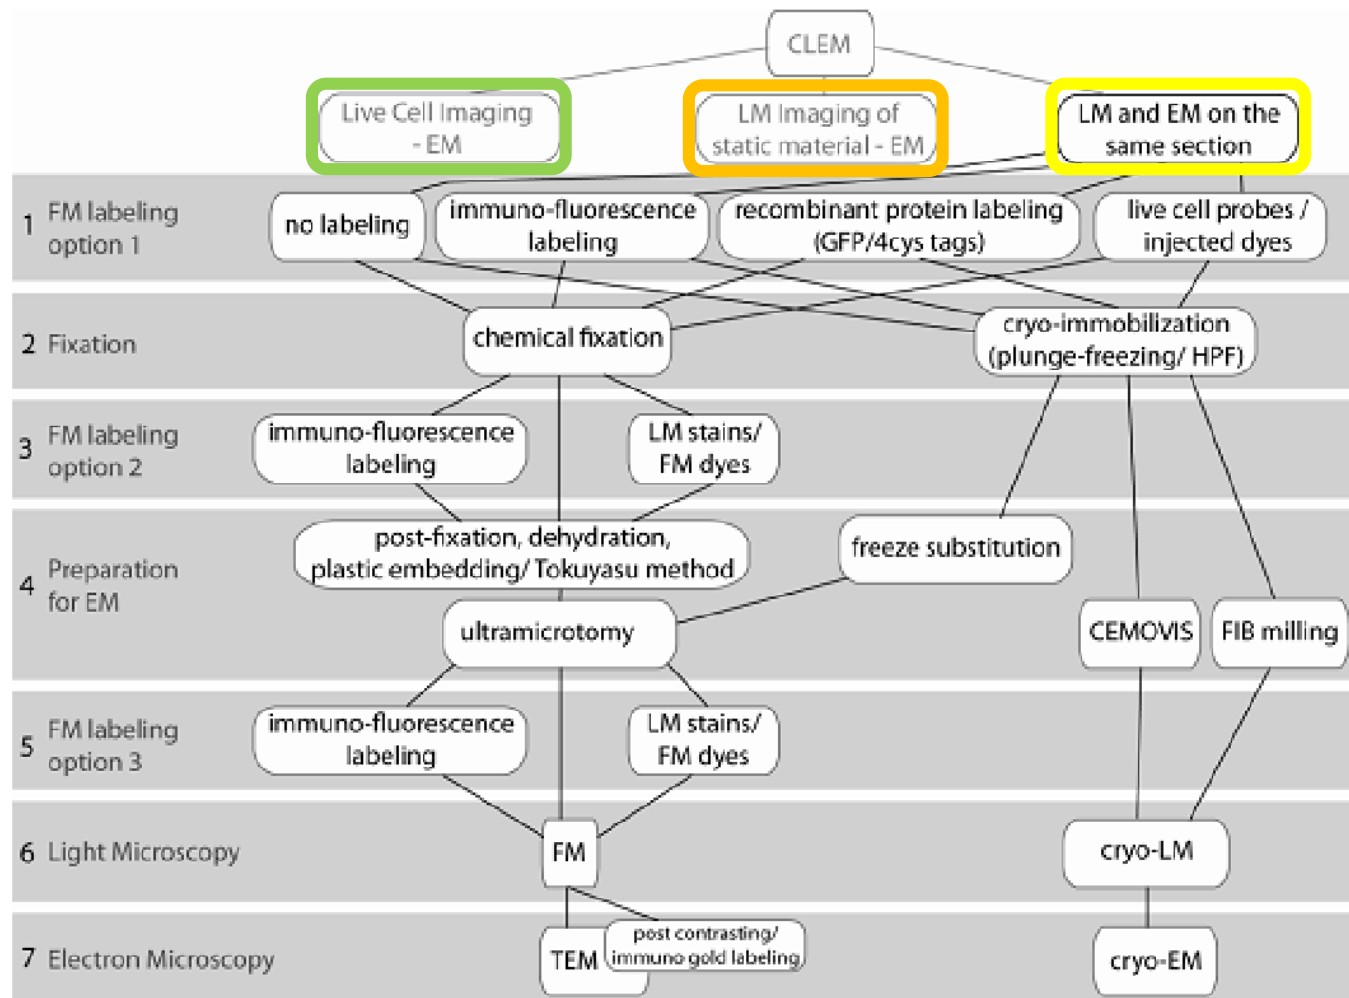 CLEM
Live Cell Imaging
- EM
LM Imaging of
static material - EM
LM and EM on the
same section
1 FM labeling
option 1
no labeling
immuno-fluorescence
labeling
recombinant protein labeling
(GFP/4cys tags)
live cell probes /
injected dyes
2 Fixation
chemical fixation
cryo-immobilization
(plunge-freezing/ HPF)
3 FM labeling
option 2
immuno-fluorescence
labeling
LM stains/
FM dyes
4 Preparation
for EM
post-fixation, dehydration,
plastic embedding/ Tokuyasu method
freeze substitution
ultramicrotomy
CEMOVIS
FIB milling
5 FM labeling
option 3
immuno-fluorescence
labeling
LM stains/
FM dyes
6 Light Microscopy
FM
cryo-LM
7 Electron Microscopy
TEM
post contrasting/
immuno gold labeling
cryo-EM